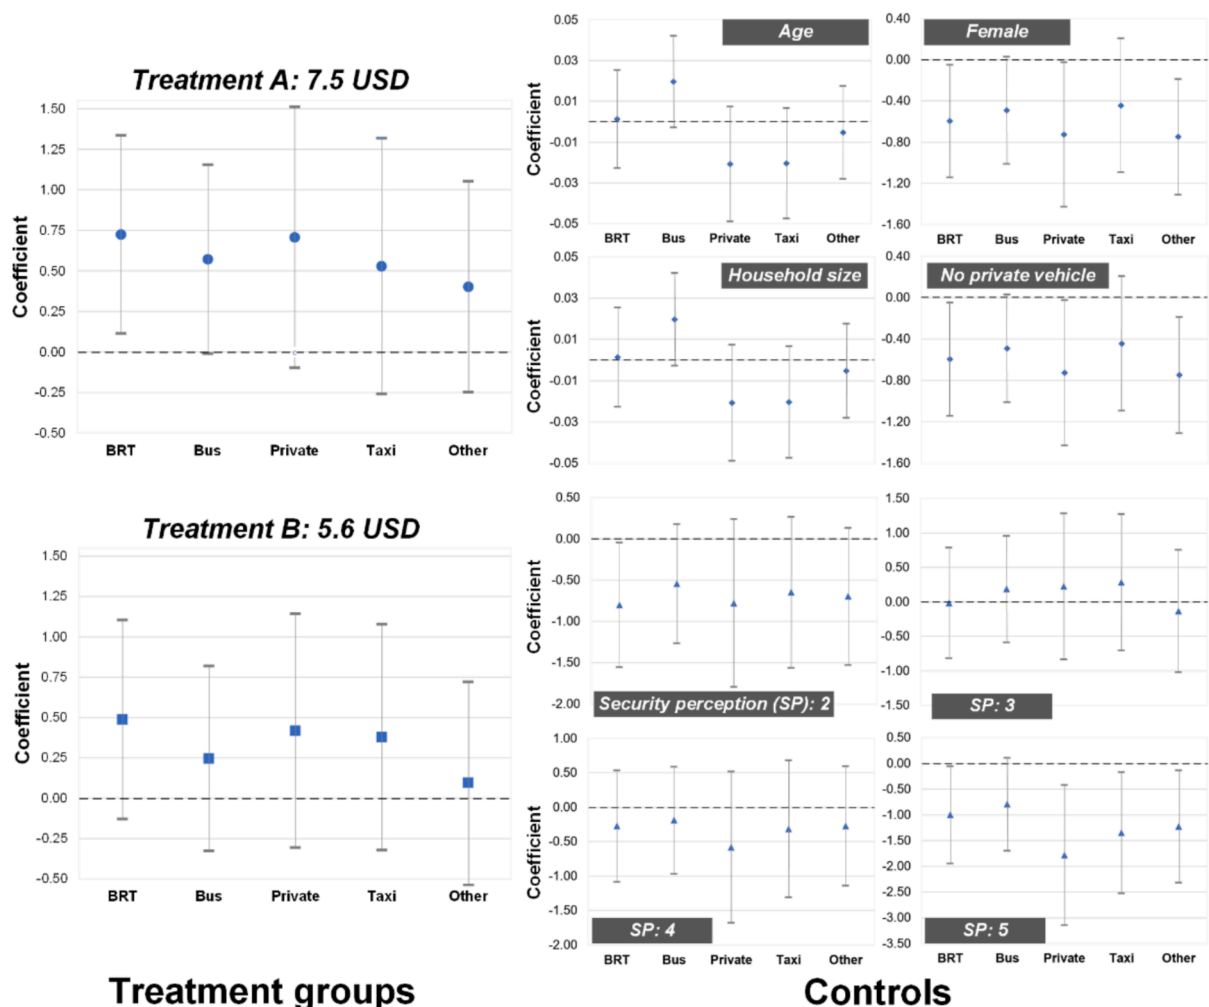 Treatment A: 7.5 USD
Coefficient
1.50
1.25
1.00
0.75
0.50
0.25
0.00
-0.25
-0.50
BRT Bus Private Taxi Other
Treatment B: 5.6 USD
Coefficient
1.50
1.25
1.00
0.75
0.50
0.25
0.00
-0.25
-0.50
BRT Bus Private Taxi Other
Treatment groups
Age
Coefficient
0.05
0.03
0.01
-0.01
-0.03
-0.05
BRT Bus Private Taxi Other
Female
0.40
0.00
-0.40
-0.80
-1.20
-1.60
BRT Bus Private Taxi Other
Household size
Coefficient
0.05
0.03
0.01
-0.01
-0.03
-0.05
No private vehicle
0.40
0.00
-0.40
-0.80
-1.20
-1.60
Coefficient
0.50
0.00
-0.50
-1.00
-1.50
-2.00
Security perception (SP): 2
1.50
1.00
0.50
0.00
-0.50
-1.00
-1.50
SP: 3
Coefficient
1.00
0.50
0.00
-0.50
-1.00
-1.50
-2.00
SP: 4
BRT Bus Private Taxi Other
0.50
0.00
-0.50
-1.00
-1.50
-2.00
-2.50
-3.00
-3.50
SP: 5
BRT Bus Private Taxi Other
Controls